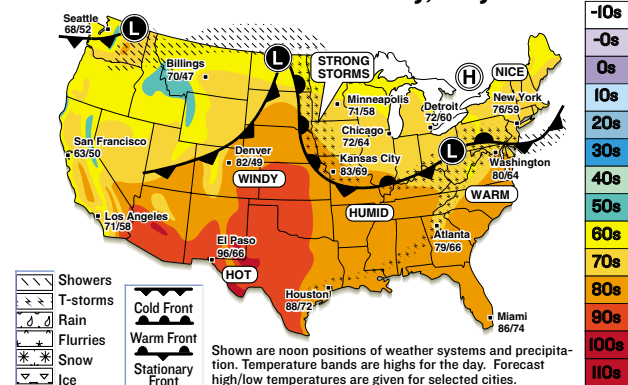 Seattle
68/52
L
L
STRONG
STORMS
H
NICE
Billings
70/47
Minneapolis
71/58
Detroit
72/60
New York
76/59
Chicago
72/64
San Francisco
63/50
Denver
82/49
Kansas City
83/69
L
Washington
80/64
WINDY
WARM
HUMID
Los Angeles
71/58
El Paso
96/66
HOT
Atlanta
79/66
Houston
88/72
Miami
86/74
Showers
T-storms
Rain
Flurries
Snow
Ice
Cold Front
Warm Front
Stationary
Front
Shown are noon positions of weather systems and precipita-
tion. Temperature bands are highs for the day. Forecast
high/low temperatures are given for selected cities.
-10s
-0s
0s
10s
20s
30s
40s
50s
60s
70s
80s
90s
100s
110s